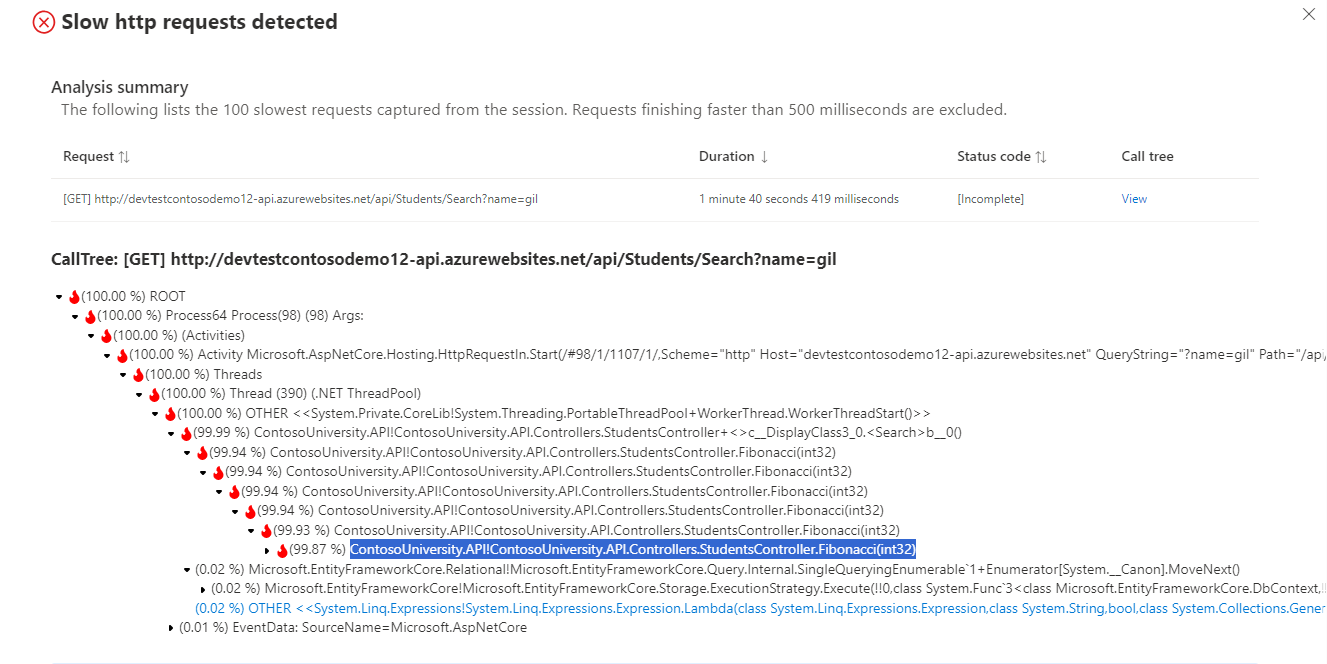 Slow http requests detected
Analysis summary
The following lists the 100 slowest requests captured from the session. Requests finishing faster than 500 milliseconds are excluded.
Request Duration Status code Call tree
[GET] http://devtestcontosodemo12-api.azurewebsites.net/api/Students/Search?name=gil 1 minute 40 seconds 419 milliseconds [Incomplete] View
CallTree: [GET] http://devtestcontosodemo12-api.azurewebsites.net/api/Students/Search?name=gil
(100.00 %) ROOT
(100.00 %) Process64 Process(98) (98) Args:
(100.00 %) (Activities)
(100.00 %) Activity Microsoft.AspNetCore.Hosting.HttpRequestIn.Start(/#98/1/1107/1/,Scheme="http" Host="devtestcontosodemo12-api.azurewebsites.net" QueryString="?name=gil" Path="/api/
(100.00 %) Threads
(100.00 %) Thread (390) (.NET ThreadPool)
(100.00 %) OTHER <<System.Private.CoreLib!System.Threading.PortableThreadPool+WorkerThread.WorkerThreadStart()>>
(99.99 %) ContosoUniversity.API!ContosoUniversity.API.Controllers.StudentsController+<>c__DisplayClass3_0.<Search>b__0()
(99.94 %) ContosoUniversity.API!ContosoUniversity.API.Controllers.StudentsController.Fibonacci(int32)
(99.94 %) ContosoUniversity.API!ContosoUniversity.API.Controllers.StudentsController.Fibonacci(int32)
(99.94 %) ContosoUniversity.API!ContosoUniversity.API.Controllers.StudentsController.Fibonacci(int32)
(99.94 %) ContosoUniversity.API!ContosoUniversity.API.Controllers.StudentsController.Fibonacci(int32)
(99.93 %) ContosoUniversity.API!ContosoUniversity.API.Controllers.StudentsController.Fibonacci(int32)
(99.87 %) ContosoUniversity.API!ContosoUniversity.API.Controllers.StudentsController.Fibonacci(int32)
(0.02 %) Microsoft.EntityFrameworkCore.Relational!Microsoft.EntityFrameworkCore.Query.Internal.SingleQueryingEnumerable`1+Enumerator[System.__Canon].MoveNext()
(0.02 %) Microsoft.EntityFrameworkCore!Microsoft.EntityFrameworkCore.Storage.ExecutionStrategy.Execute(!!0,class System.Func`3<class Microsoft.EntityFrameworkCore.DbContext,!
(0.02 %) OTHER <<System.Linq.Expressions!System.Linq.Expressions.Expression.Lambda(class System.Linq.Expressions.Expression,class System.String,bool,class System.Collections.Gener
(0.01 %) EventData: SourceName=Microsoft.AspNetCore